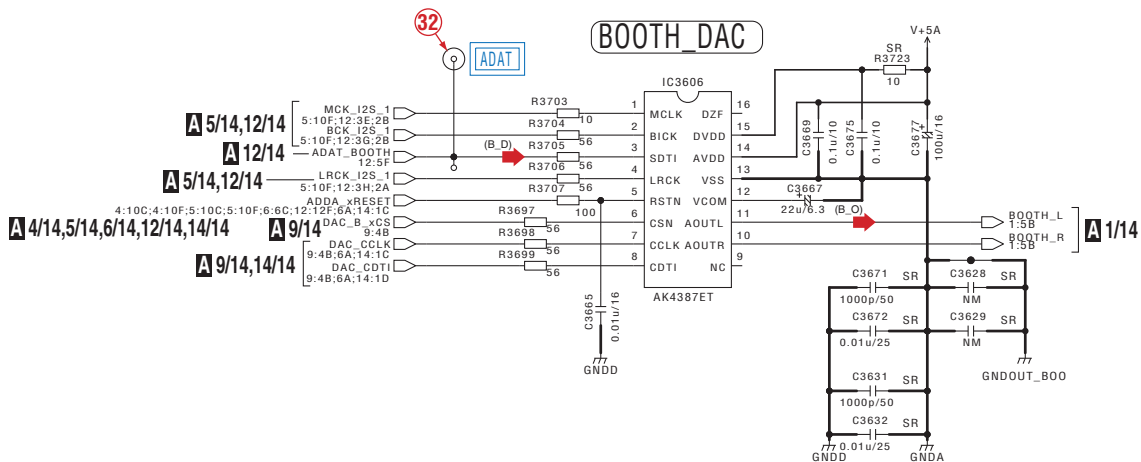 32
ADAT
BOOTH_DAC
V+5A
SR
R3723
10
IC3606
MCK_I2S_1
5:10F;12:3E;2B
BCK_I2S_1
5:10F;12:3G;2B
A 5/14,12/14
A 12/14
ADAT_BOOTH
12:5F
A 5/14,12/14
LRCK_I2S_1
5:10F;12:3H;2A
ADDA_xRESET
4:10C;4:10F;5:10C;5:10F;6:6C;12:12F;6A;14:1C
A 4/14,5/14,6/14,12/14,14/14
A 9/14
DAC_B_xCS
9:4B
DAC_CCLK
9:4B;6A;14:1C
A 9/14,14/14
DAC_CDTI
9:4B;6A;14:1D
R3703
10
R3704
56
(B_D)
R3705
56
R3706
56
R3707
100
R3697
56
R3698
56
R3699
56
1 MCLK DZF 16
2 BICK DVDD 15
3 SDTI AVDD 14
4 LRCK VSS 13
5 RSTN VCOM 12
6 CSN AOUTL 11
7 CCLK AOUTR 10
8 CDTI NC 9
AK4387ET
C3665
0.01u/16
GNDD
C3669
0.1u/10
C3675
0.1u/10
C3677
+
100u/16
C3667
+
22u/6.3
(B_O)
BOOTH_L
1:5B
BOOTH_R
1:5B
A 1/14
C3671 SR
1000p/50
C3628 SR
NM
C3672 SR
0.01u/25
C3629 SR
NM
GNDOUT_BOO
C3631 SR
1000p/50
C3632 SR
0.01u/25
GNDD
GNDA